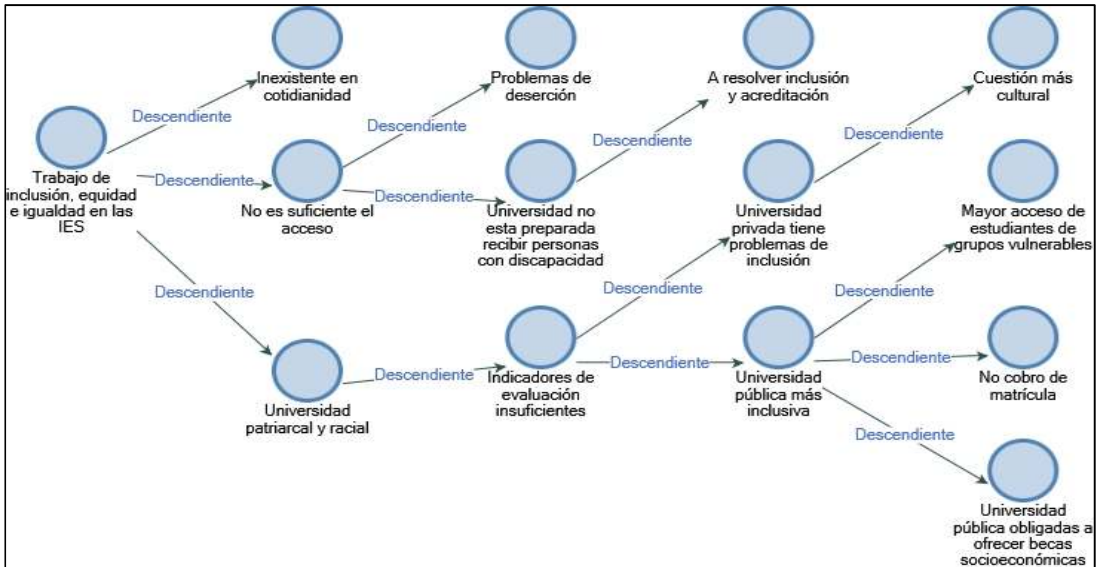 Inexistente en
cotidianidad
Problemas de
deserción
A resolver inclusión
y acreditación
Cuestión más
cultural
Descendiente
Descendiente
Descendiente
Descendiente
Trabajo de
inclusión, equidad
e igualdad en las
IES
Descendiente
No es suficiente el
acceso
Descendiente
Universidad no
esta preparada
recibir personas
con discapacidad
Universidad
privada tiene
problemas de
inclusión
Mayor acceso de
estudiantes de
grupos vulnerables
Descendiente
Descendiente
Descendiente
Universidad
patriarcal y racial
Descendiente
Indicadores de
evaluación
insuficientes
Descendiente
Universidad
pública más
inclusiva
Descendiente
No cobro de
matrícula
Descendiente
Universidad
pública obligadas a
ofrecer becas
socioeconómicas